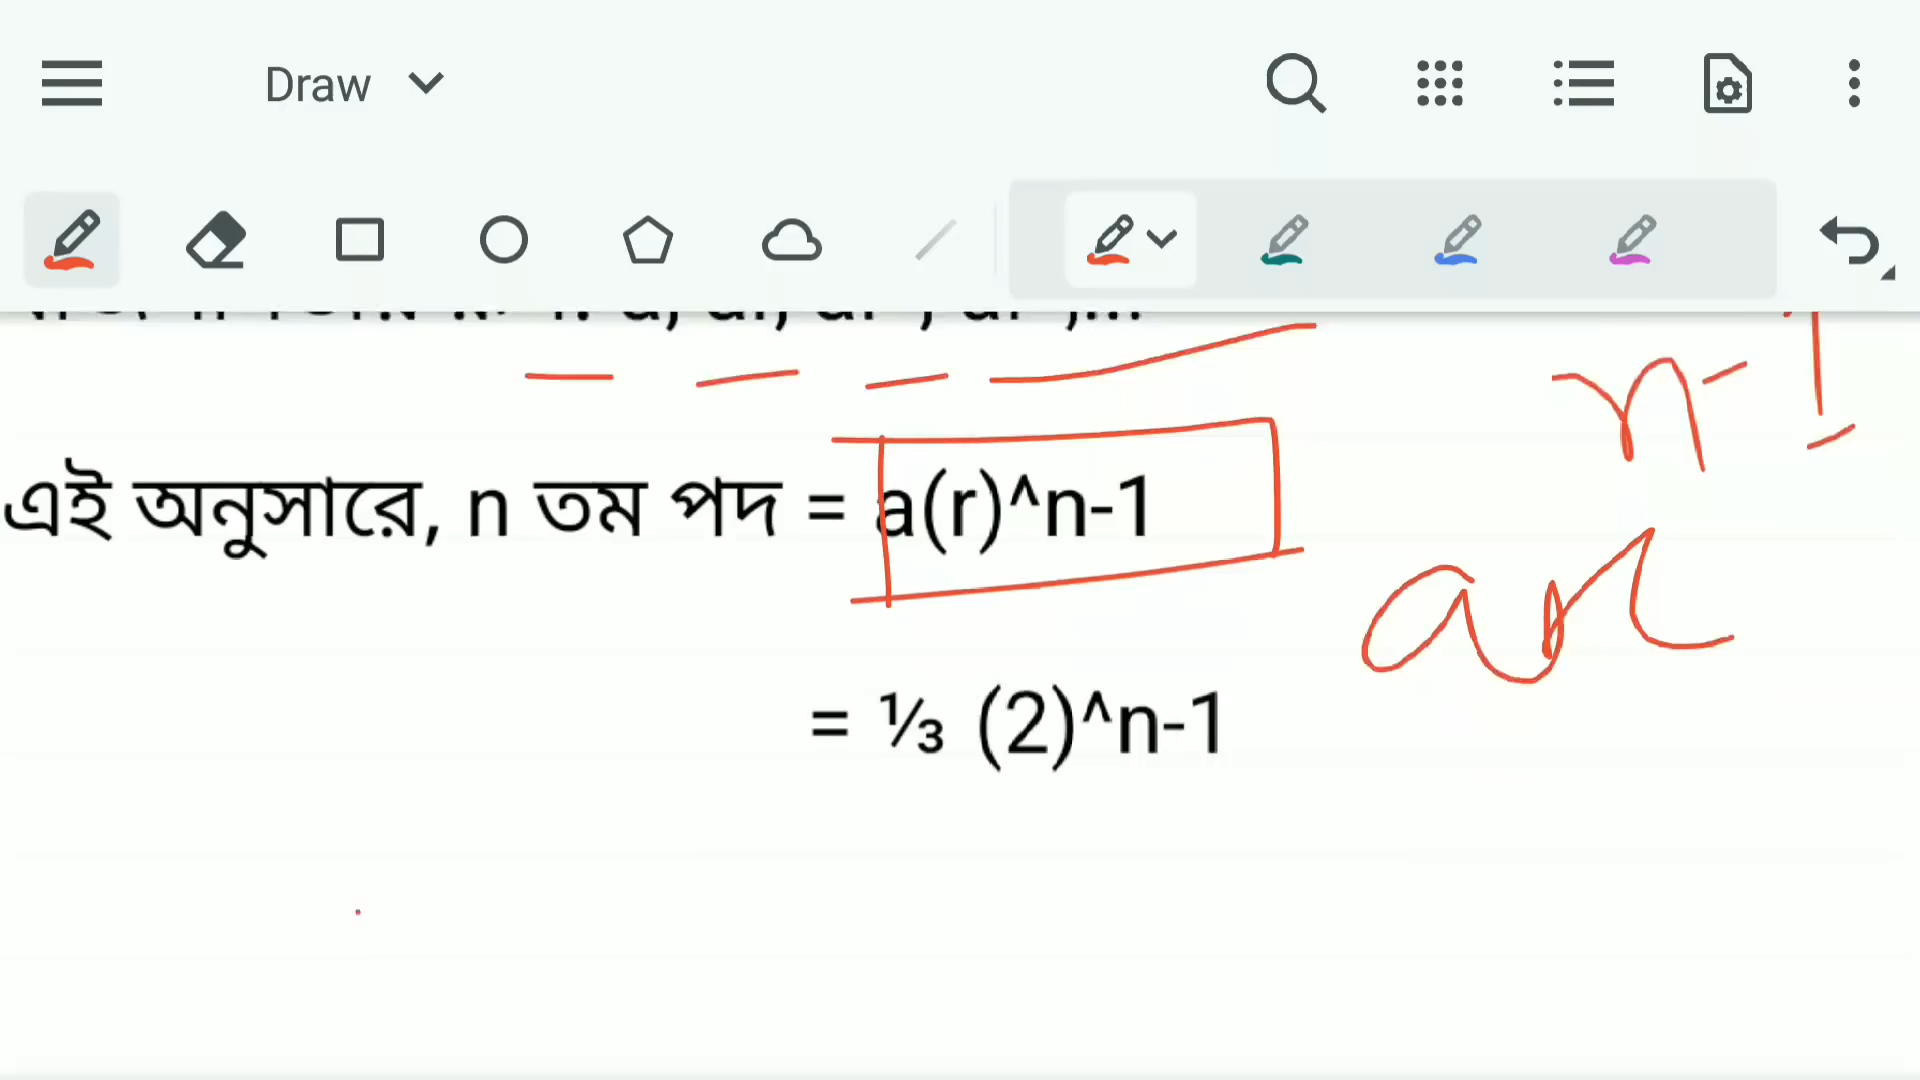 Draw
এই অনুসারে, n তম পদ = a(r)^n-1
= ⅓ (2)^n-1
n-1
ar